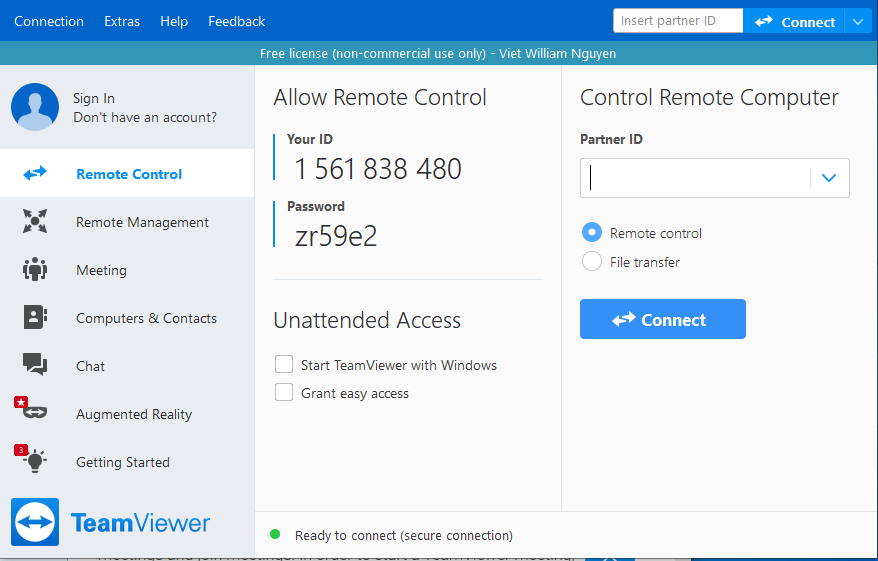 Connection Extras Help Feedback Insert partner ID Connect
Free license (non-commercial use only) - Viet William Nguyen
Sign In
Don't have an account?
Remote Control
Remote Management
Meeting
Computers & Contacts
Chat
Augmented Reality
3
Getting Started
TeamViewer
Allow Remote Control
Your ID
1 561 838 480
Password
zr59e2
Unattended Access
Start TeamViewer with Windows
Grant easy access
Control Remote Computer
Partner ID
Remote control
File transfer
Connect
Ready to connect (secure connection)